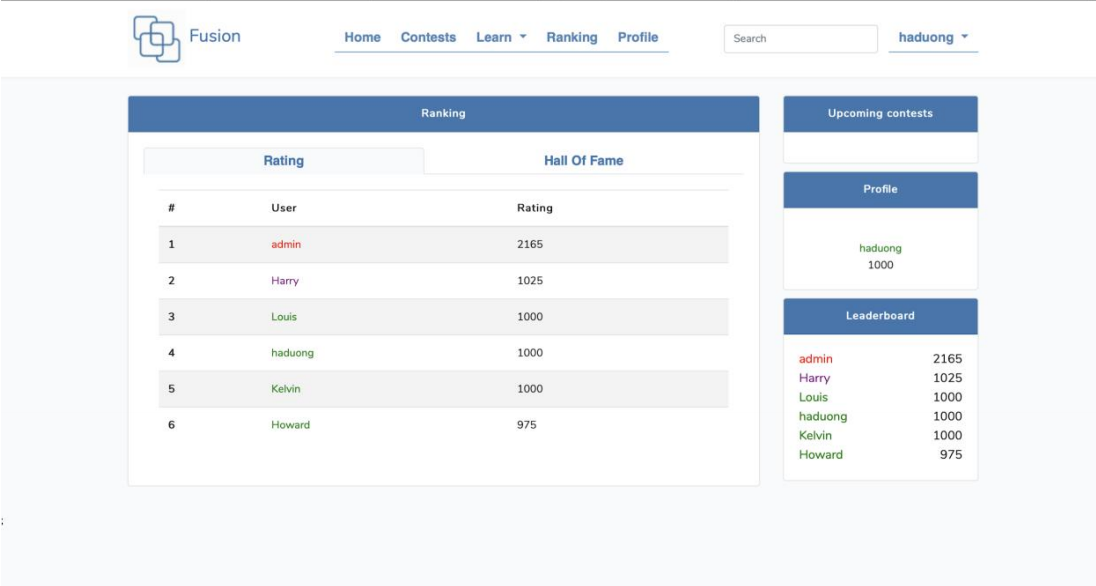 Fusion
Home Contests Learn Ranking Profile
Search
haduong
Ranking
Rating Hall Of Fame
# User Rating
1 admin 2165
2 Harry 1025
3 Louis 1000
4 haduong 1000
5 Kelvin 1000
6 Howard 975
Upcoming contests
Profile
haduong
1000
Leaderboard
admin 2165
Harry 1025
Louis 1000
haduong 1000
Kelvin 1000
Howard 975
;